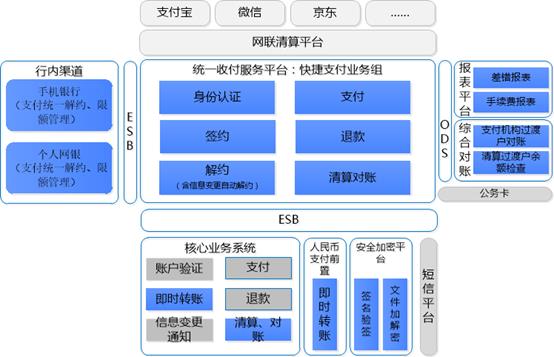 支付宝
微信
京东
……
网联清算平台
行内渠道
手机银行
（支付统一解约、限
额管理）
个人网银
（支付统一解约、限
额管理）
ESB
统一收付服务平台：快捷支付业务组
身份认证
支付
签约
退款
解约
（含信息变更自动解约）
清算对账
ODS
报表平台
差错报表
手续费报表
综合对账
支付机构过渡
户对账
清算过渡户余
额检查
公务卡
ESB
核心业务系统
账户验证
支付
即时转账
退款
信息变更
通知
清算、对
账
人民币
支付前
置
即时转账
安全加密平
台
签名验签
文件加解密
短信平台